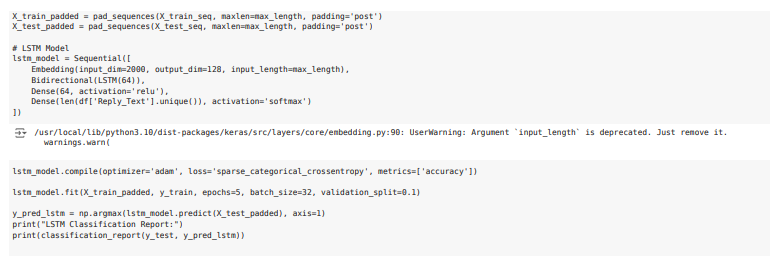 X_train_padded = pad_sequences(X_train_seq, maxlen=max_length, padding='post')
X_test_padded = pad_sequences(X_test_seq, maxlen=max_length, padding='post')
# LSTM Model
lstm_model = Sequential([
    Embedding(input_dim=2000, output_dim=128, input_length=max_length),
    Bidirectional(LSTM(64)),
    Dense(64, activation='relu'),
    Dense(len(df['Reply_Text'].unique()), activation='softmax')
])
/usr/local/lib/python3.10/dist-packages/keras/src/layers/core/embedding.py:90: UserWarning: Argument `input_length` is deprecated. Just remove it.
  warnings.warn(
lstm_model.compile(optimizer='adam', loss='sparse_categorical_crossentropy', metrics=['accuracy'])
lstm_model.fit(X_train_padded, y_train, epochs=5, batch_size=32, validation_split=0.1)
y_pred_lstm = np.argmax(lstm_model.predict(X_test_padded), axis=1)
print("LSTM Classification Report:")
print(classification_report(y_test, y_pred_lstm))